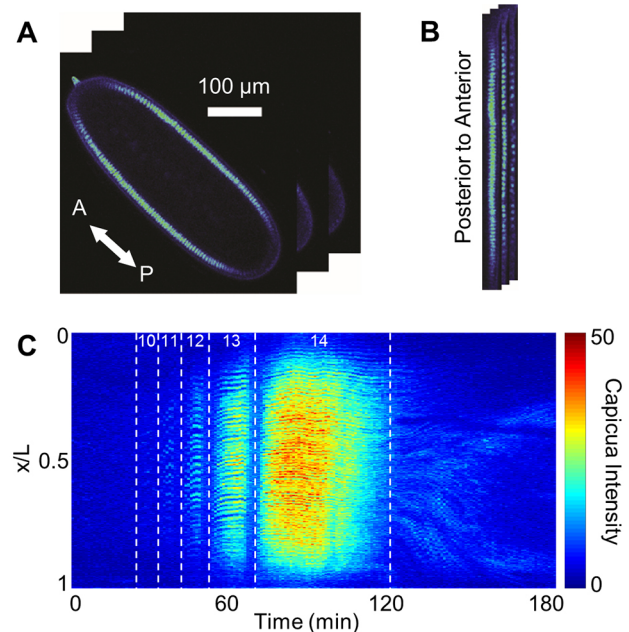 A
B
100 µm
A
P
Posterior to Anterior
C
10 11 12 13 14
0
0.5
1
x/L
0 60 120 180
Time (min)
50
0
Capicua Intensity